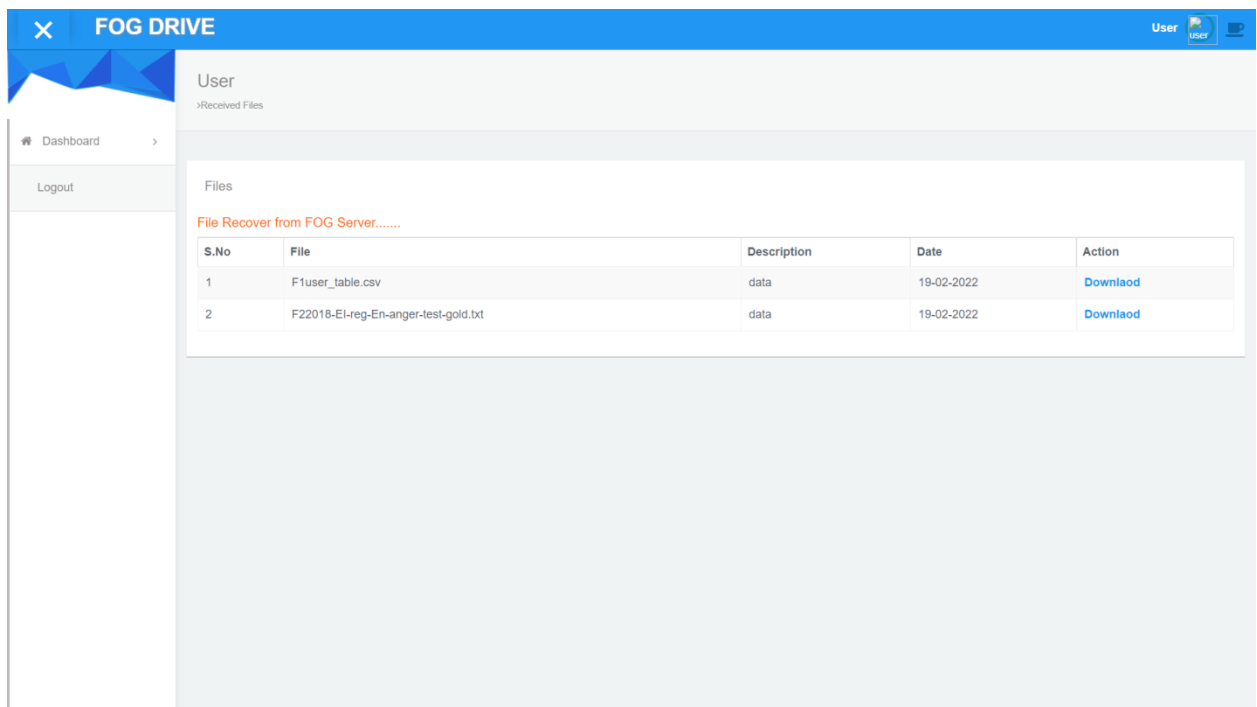 FOG DRIVE
User
user
User
>Received Files
Dashboard
Logout
Files
File Recover from FOG Server.......
S.No File Description Date Action
1 F1user_table.csv data 19-02-2022 Downlaod
2 F22018-EI-reg-En-anger-test-gold.txt data 19-02-2022 Downlaod